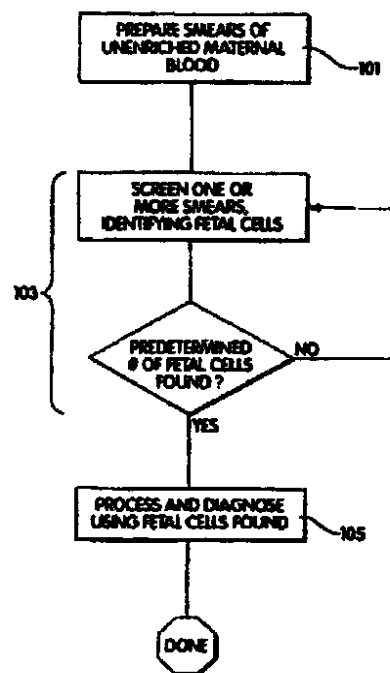 PREPARE SMEARS OF
UNENRICHED MATERNAL
BLOOD
101
SCREEN ONE OR
MORE SMEARS,
IDENTIFYING FETAL CELLS
103
PREDETERMINED
# OF FETAL CELLS
FOUND ?
NO
YES
PROCESS AND DIAGNOSE
USING FETAL CELLS FOUND
105
DONE